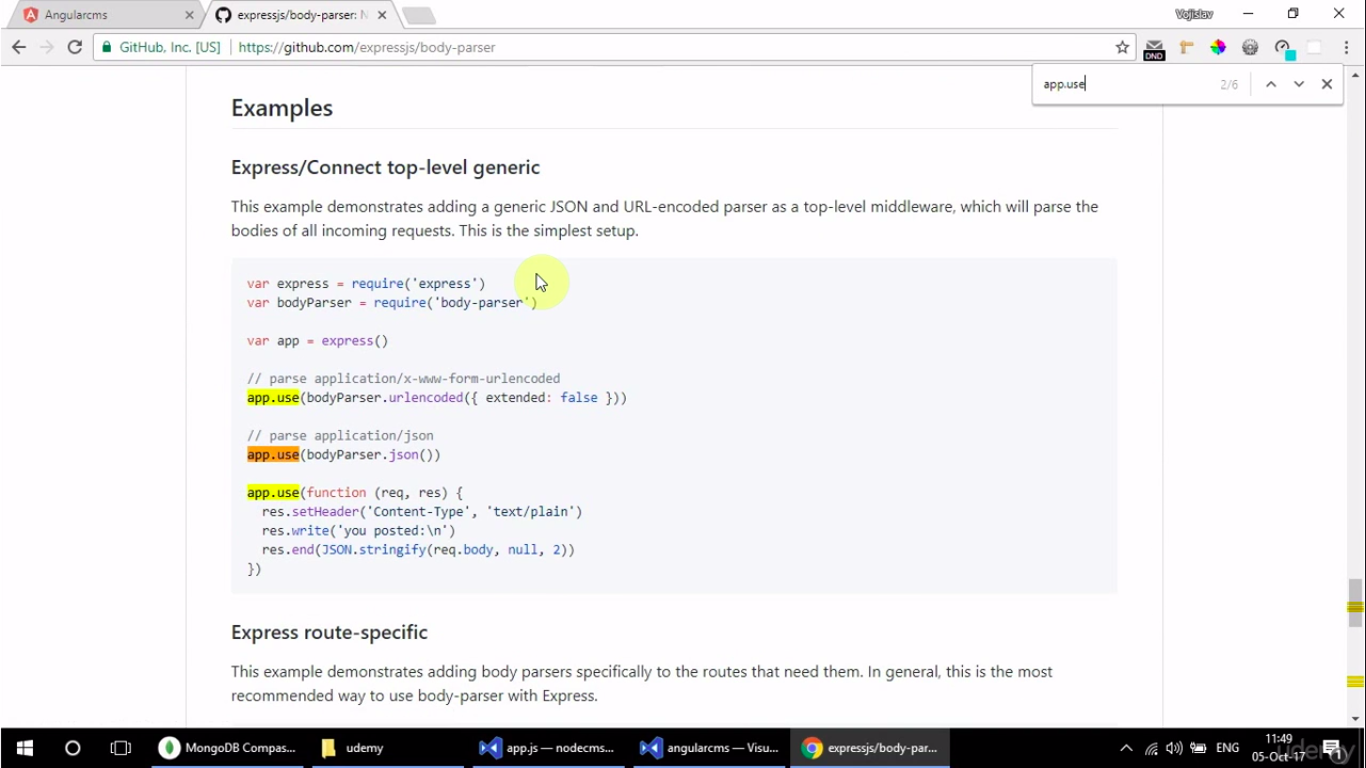 Angularcms
expressjs/body-parser: N
Vojislav
GitHub, Inc. [US]
https://github.com/expressjs/body-parser
DND
app.use
2/6
Examples
Express/Connect top-level generic
This example demonstrates adding a generic JSON and URL-encoded parser as a top-level middleware, which will parse the
bodies of all incoming requests. This is the simplest setup.
var express = require('express')
var bodyParser = require('body-parser')
var app = express()
// parse application/x-www-form-urlencoded
app.use(bodyParser.urlencoded({ extended: false }))
// parse application/json
app.use(bodyParser.json())
app.use(function (req, res) {
  res.setHeader('Content-Type', 'text/plain')
  res.write('you posted:\n')
  res.end(JSON.stringify(req.body, null, 2))
})
Express route-specific
This example demonstrates adding body parsers specifically to the routes that need them. In general, this is the most
recommended way to use body-parser with Express.
MongoDB Compas...
udemy
app.js — nodecms...
angularcms — Visu...
expressjs/body-par...
ENG
11:49
05-Oct-17
1
udemy